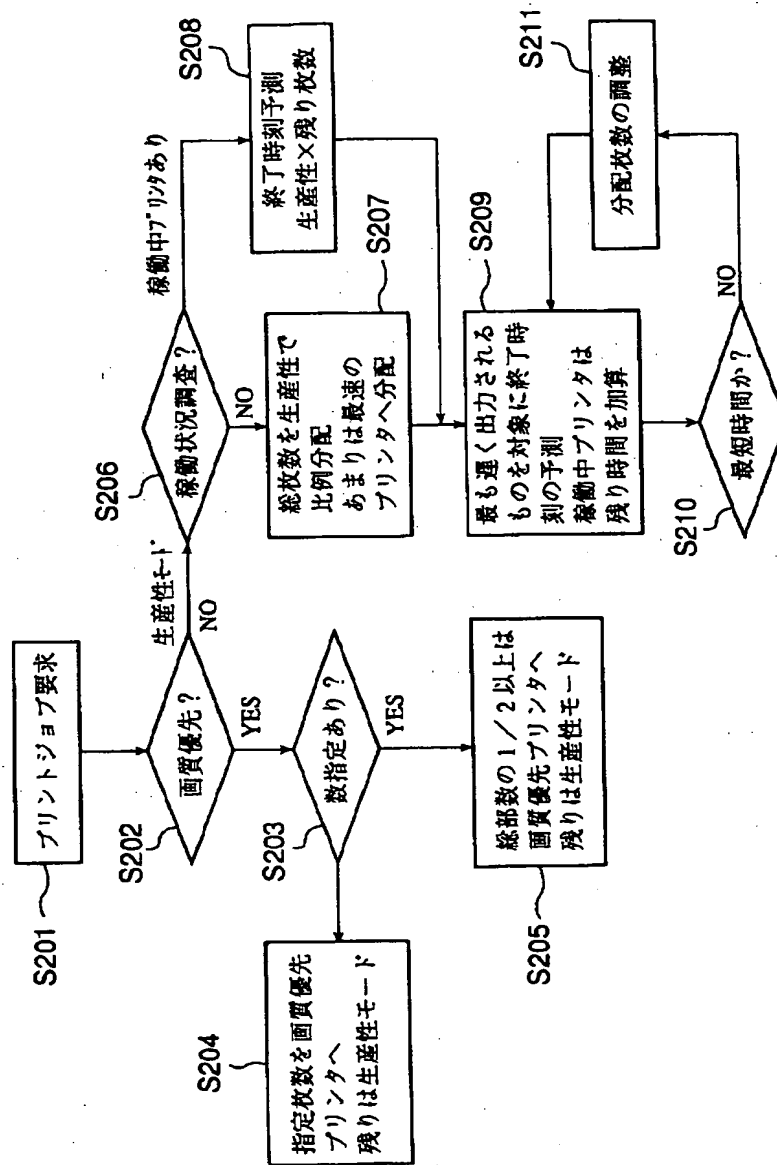 S201
プリントジョブ要求
S202
画質優先？
生産性モード
NO
YES
S203
数指定あり？
YES
S204
指定枚数を画質優先
プリンタへ
残りは生産性モード
S205
総部数の１／２以上は
画質優先プリンタへ
残りは生産性モード
S206
稼働状況調査？
稼働中プリンタあり
NO
S207
総枚数を生産性で
比例分配
あまりは最速の
プリンタへ分配
S208
終了時刻予測
生産性×残り枚数
S209
最も遅く出力される
ものを対象に終了時
刻の予測
稼働中プリンタは
残り時間を加算
S210
最短時間か？
NO
S211
分配枚数の調整